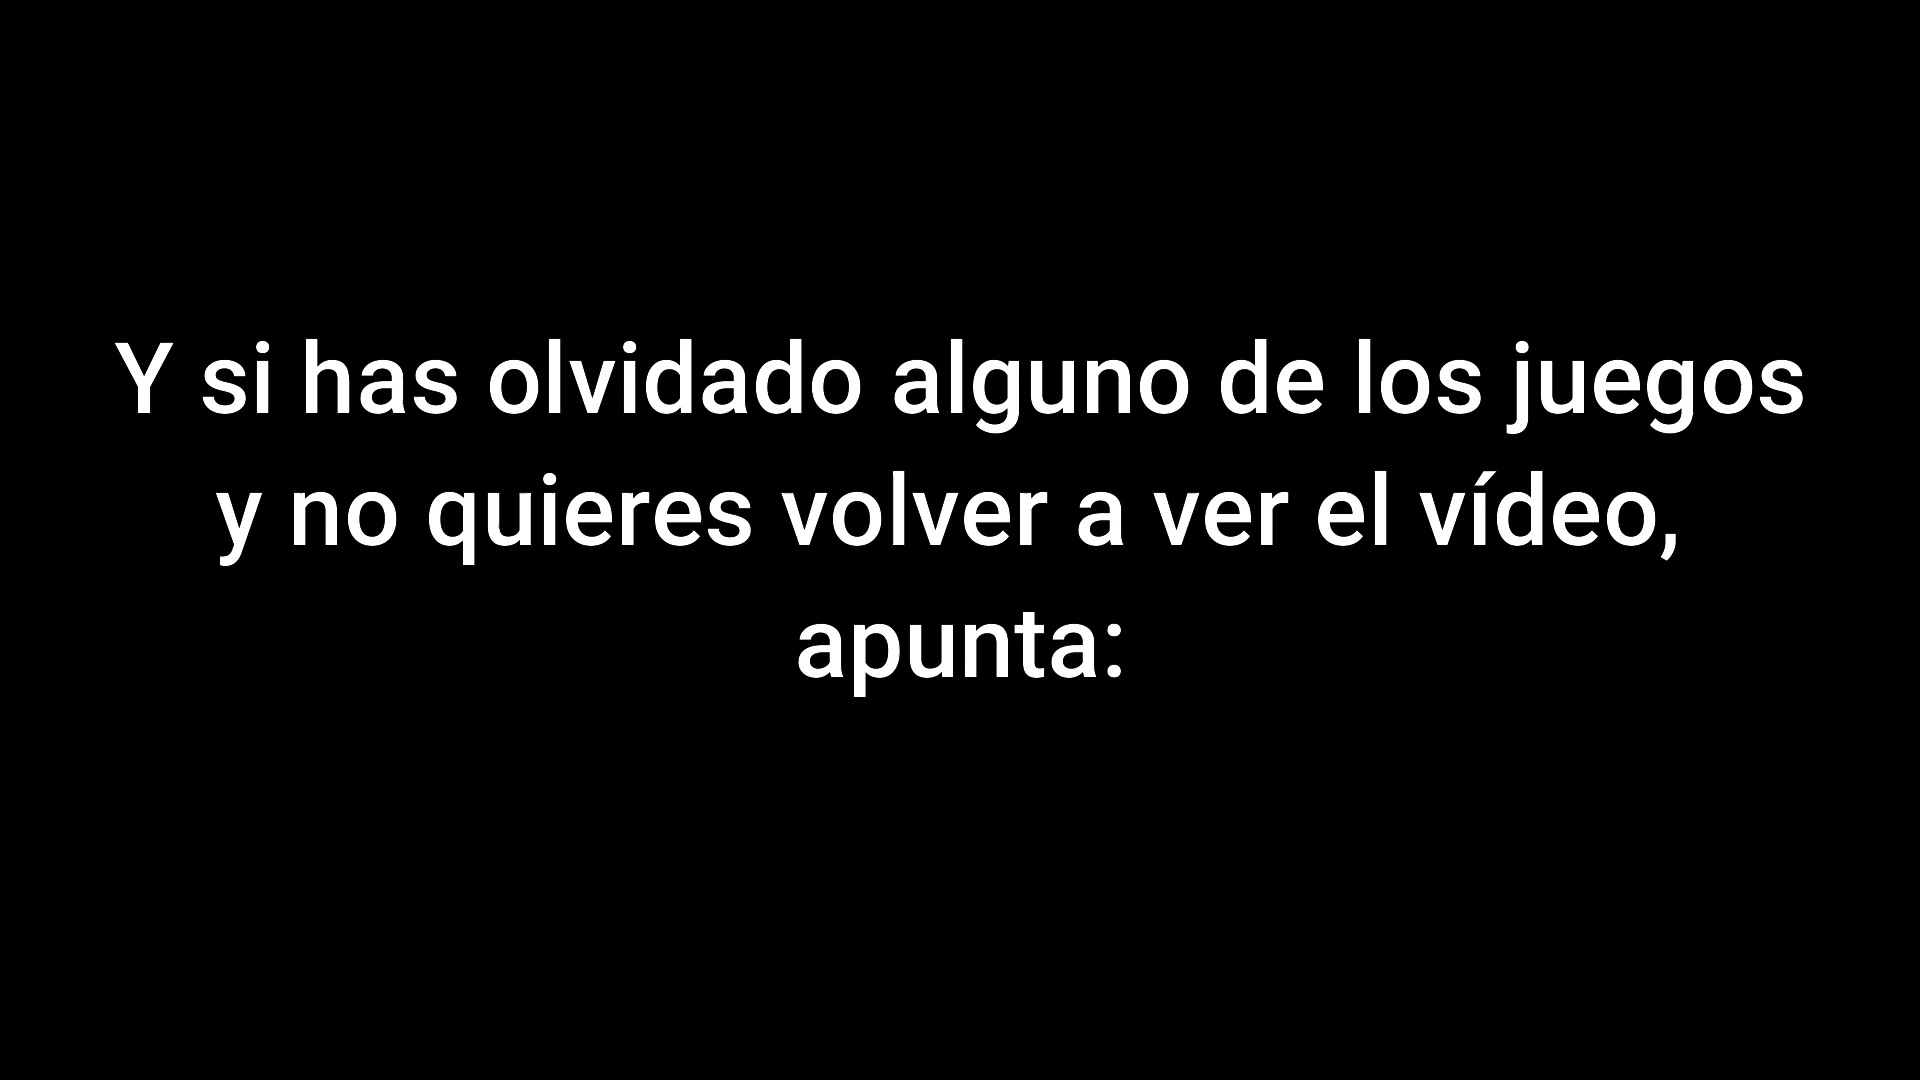 Y si has olvidado alguno de los juegos
y no quieres volver a ver el vídeo,
apunta: